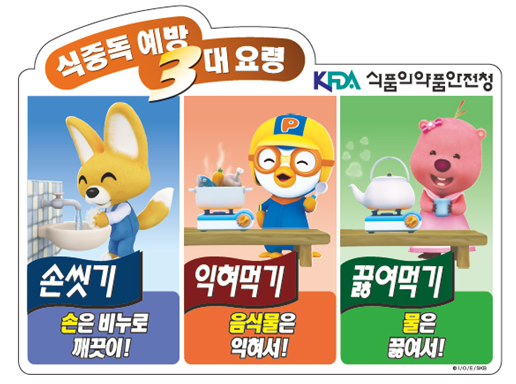 식중독 예방
3대 요령
KFDA 식품의약품안전청
P
손씻기
손은 비누로
깨끗이!
익혀먹기
음식물은
익혀서!
끓여먹기
물은
끓여서!
© I/O/E/SKB